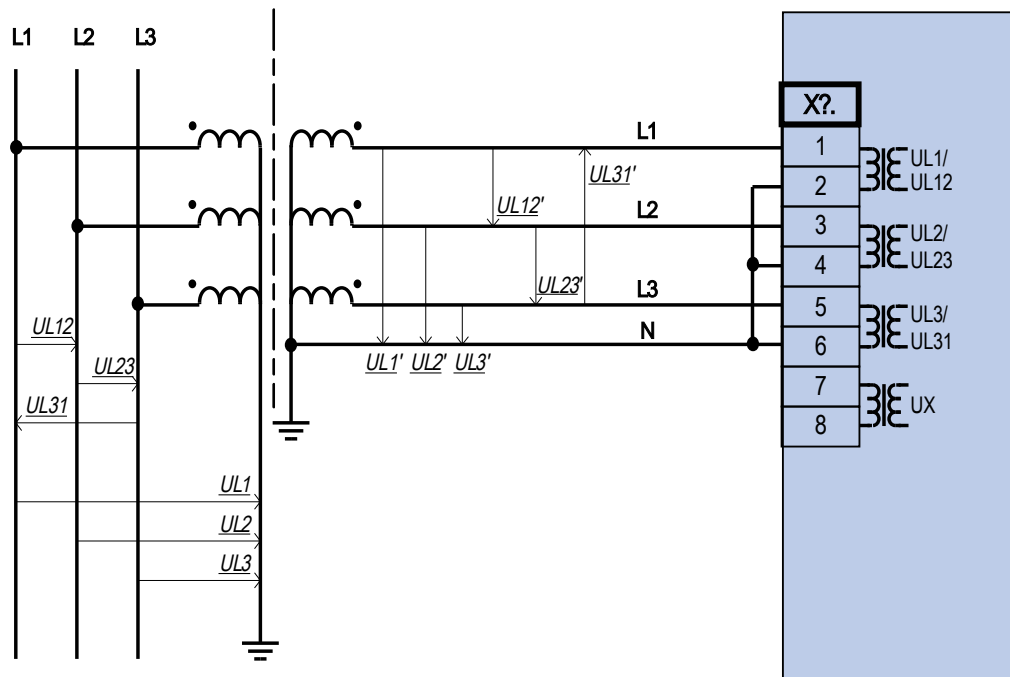 L1 L2 L3
X?.
L1
1
UL1/
UL31'
2
UL12
UL12'
L2
3
UL2/
4
UL23
UL23'
L3
5
UL3/
UL12
N
6
UL31
UL23
UL1' UL2' UL3'
7
UL31
UX
8
UL1
UL2
UL3